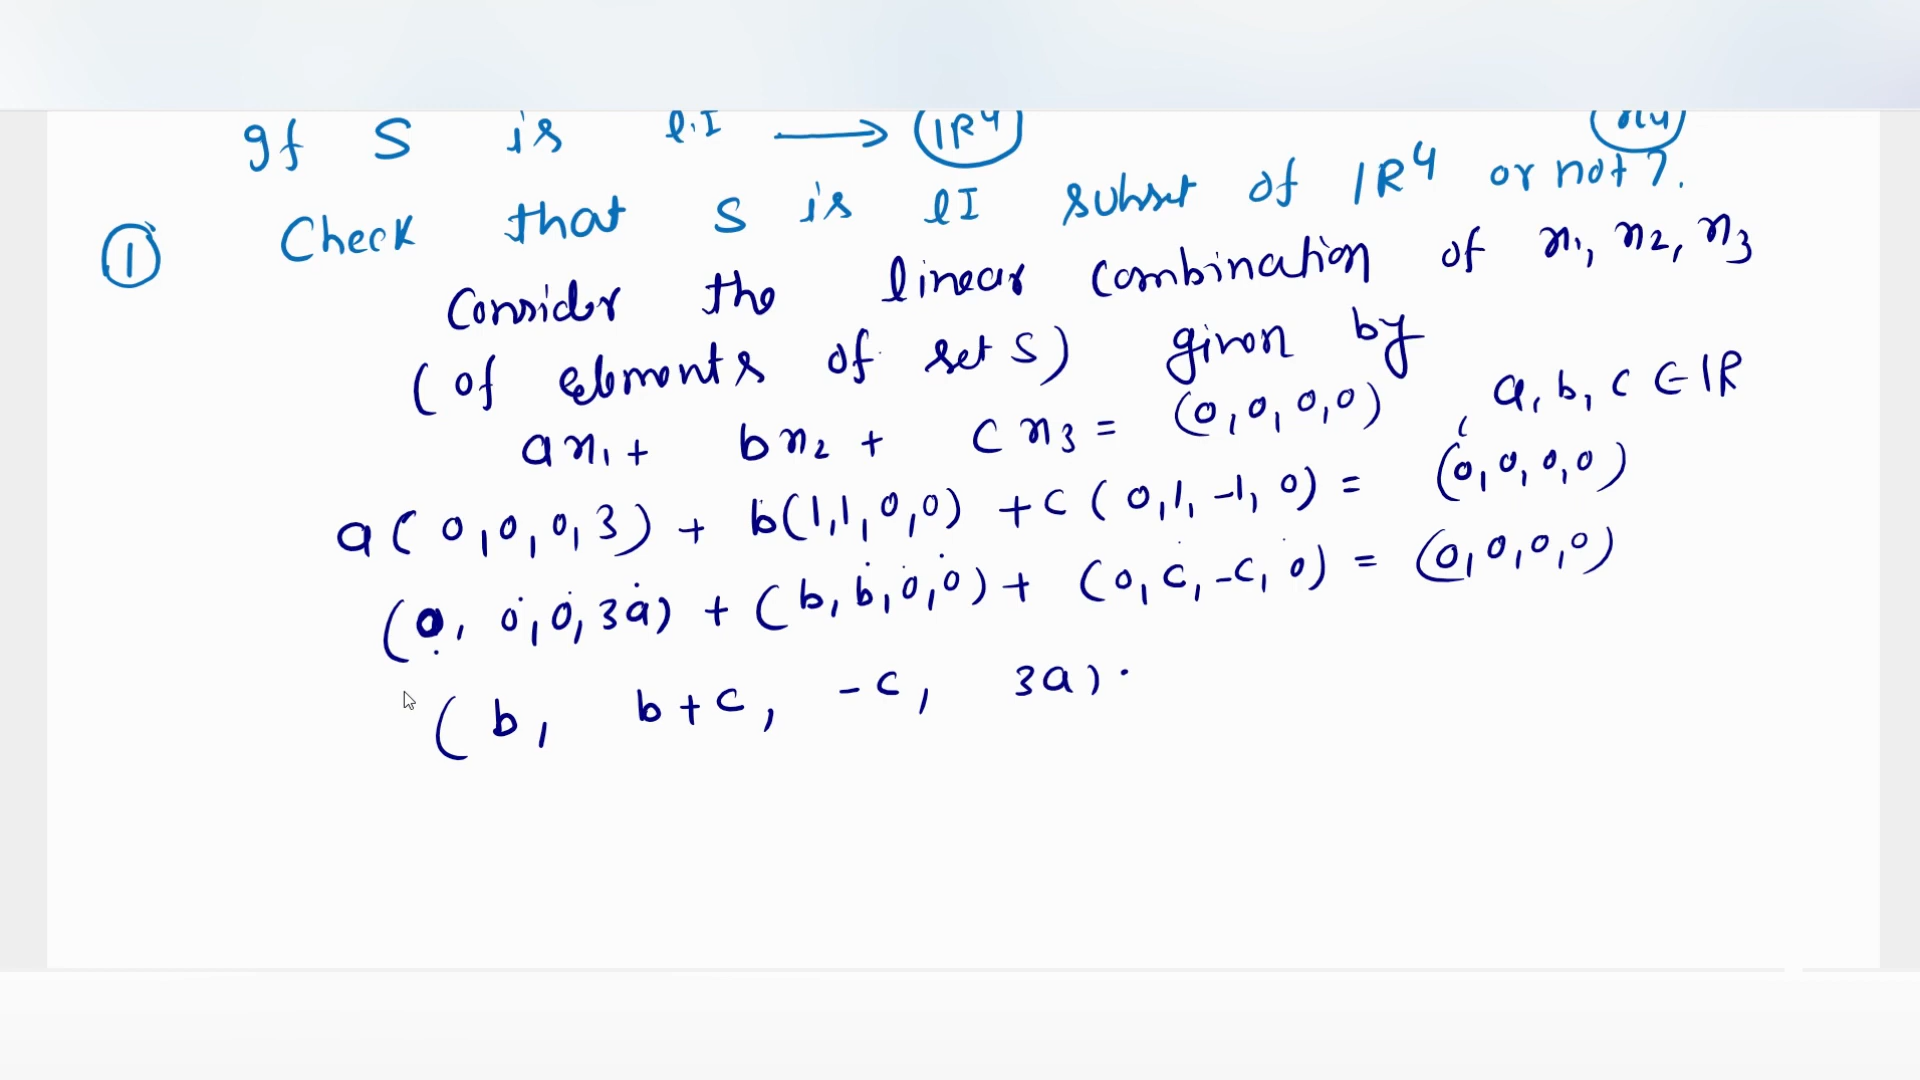 gf S is l.I → IR⁴
① Check that S is lI subset of IR⁴ or not?.
Consider the linear combination of x₁, x₂, x₃
( of elements of set S) given by
ax₁ + bx₂ + cx₃ = (0,0,0,0) , a, b, c ∈ IR
a(0,0,0,3) + b(1,1,0,0) + c(0,1,-1,0) = (0,0,0,0)
(0, 0,0,3a) + (b,b,0,0) + (0,c,-c,0) = (0,0,0,0)
(b, b+c, -c, 3a).